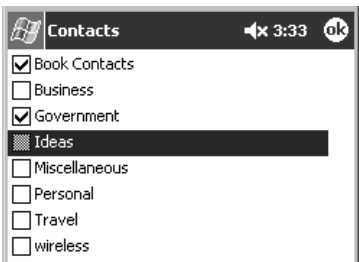 Contacts 3:33 ok
Book Contacts
Business
Government
Ideas
Miscellaneous
Personal
Travel
wireless